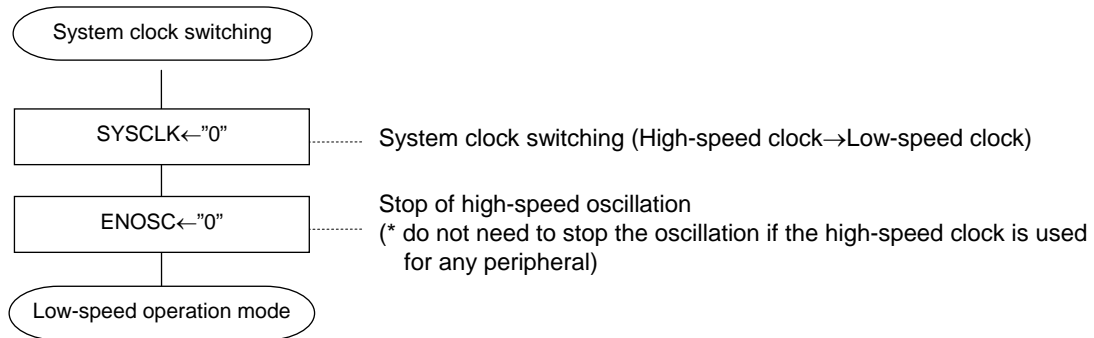 System clock switching
SYSCLK←”0”
System clock switching (High-speed clock→Low-speed clock)
ENOSC←”0”
Stop of high-speed oscillation
(* do not need to stop the oscillation if the high-speed clock is used
for any peripheral)
Low-speed operation mode